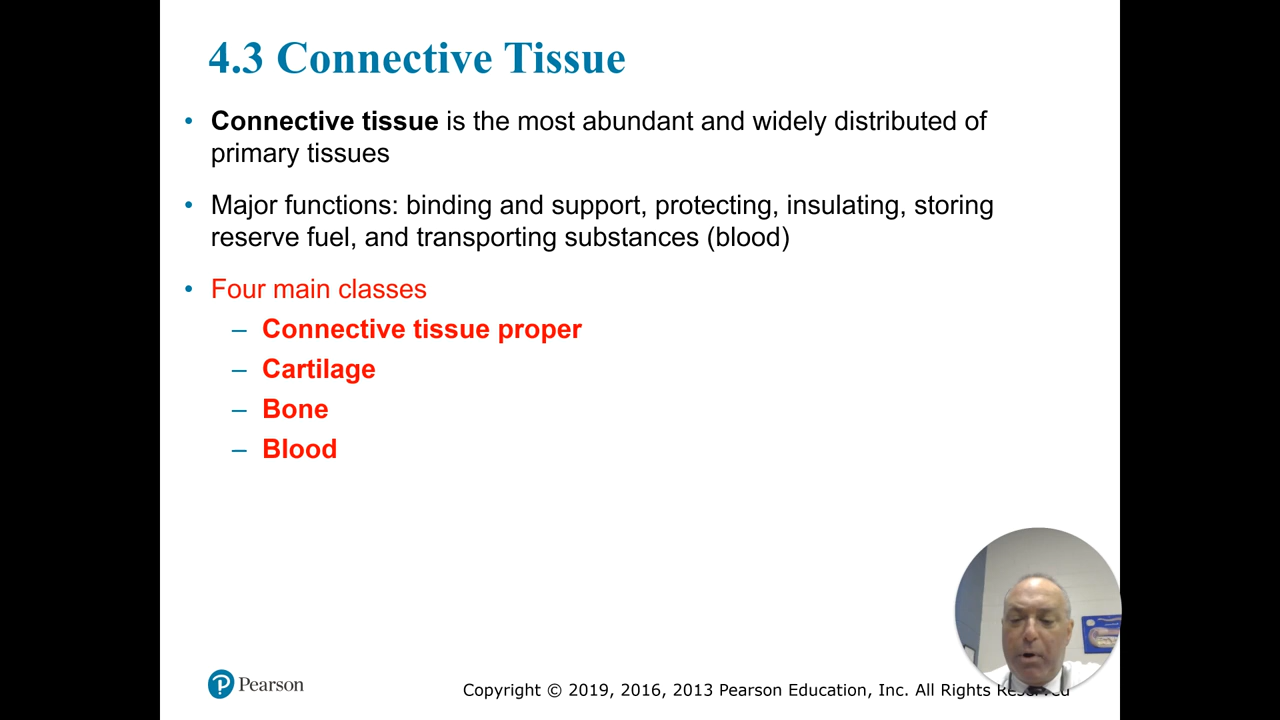 4.3 Connective Tissue
• Connective tissue is the most abundant and widely distributed of
primary tissues
• Major functions: binding and support, protecting, insulating, storing
reserve fuel, and transporting substances (blood)
• Four main classes
– Connective tissue proper
– Cartilage
– Bone
– Blood
Pearson
Copyright © 2019, 2016, 2013 Pearson Education, Inc. All Rights Reserved